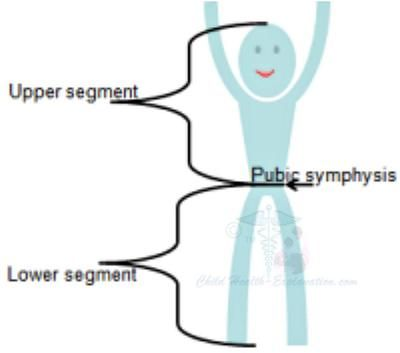 Upper segment
Pubic symphysis
Child Health-Explanation.com
Lower segment